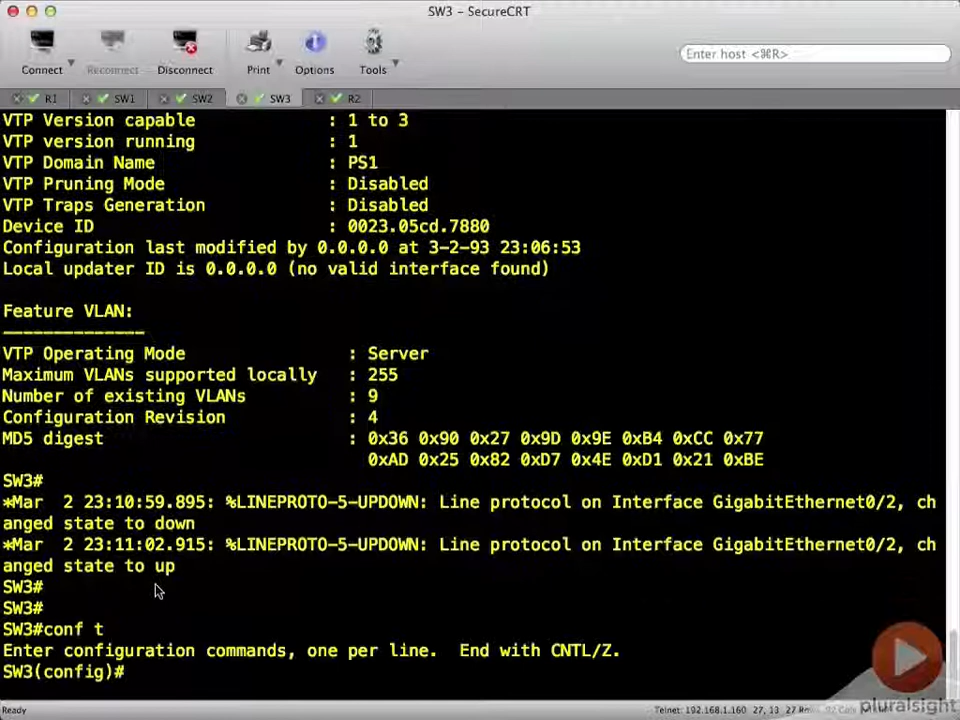 SW3 - SecureCRT
Enter host <⌘R>
Connect Reconnect Disconnect Print Options Tools
R1 SW1 SW2 SW3 R2
VTP Version capable : 1 to 3
VTP version running : 1
VTP Domain Name : PS1
VTP Pruning Mode : Disabled
VTP Traps Generation : Disabled
Device ID : 0023.05cd.7880
Configuration last modified by 0.0.0.0 at 3-2-93 23:06:53
Local updater ID is 0.0.0.0 (no valid interface found)
Feature VLAN:
--------------
VTP Operating Mode : Server
Maximum VLANs supported locally : 255
Number of existing VLANs : 9
Configuration Revision : 4
MD5 digest : 0x36 0x90 0x27 0x9D 0x9E 0xB4 0xCC 0x77
0xAD 0x25 0x82 0xD7 0x4E 0xD1 0x21 0xBE
SW3#
*Mar  2 23:10:59.895: %LINEPROTO-5-UPDOWN: Line protocol on Interface GigabitEthernet0/2, ch
anged state to down
*Mar  2 23:11:02.915: %LINEPROTO-5-UPDOWN: Line protocol on Interface GigabitEthernet0/2, ch
anged state to up
SW3#
SW3#
SW3#conf t
Enter configuration commands, one per line.  End with CNTL/Z.
SW3(config)#
pluralsight
Ready Telnet: 192.168.1.160 27, 13 27